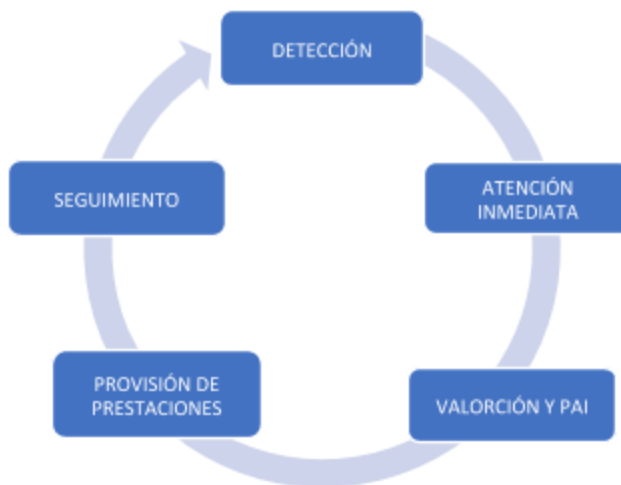 DETECCIÓN
ATENCIÓN
INMEDIATA
VALORCIÓN Y PAI
PROVISIÓN DE
PRESTACIONES
SEGUIMIENTO